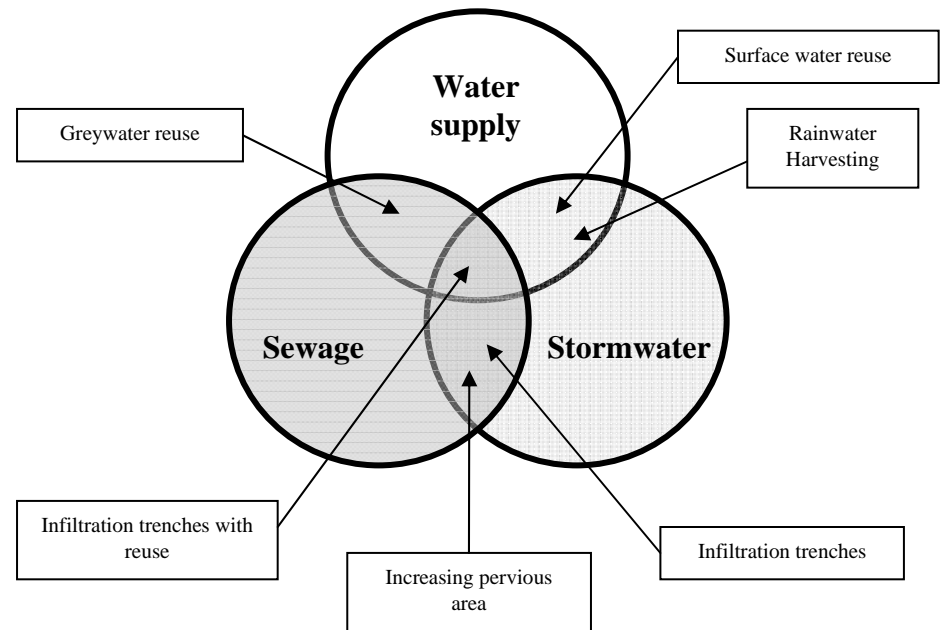 Surface water reuse
Water
supply
Greywater reuse
Rainwater
Harvesting
Sewage
Stormwater
Infiltration trenches with
reuse
Infiltration trenches
Increasing pervious
area